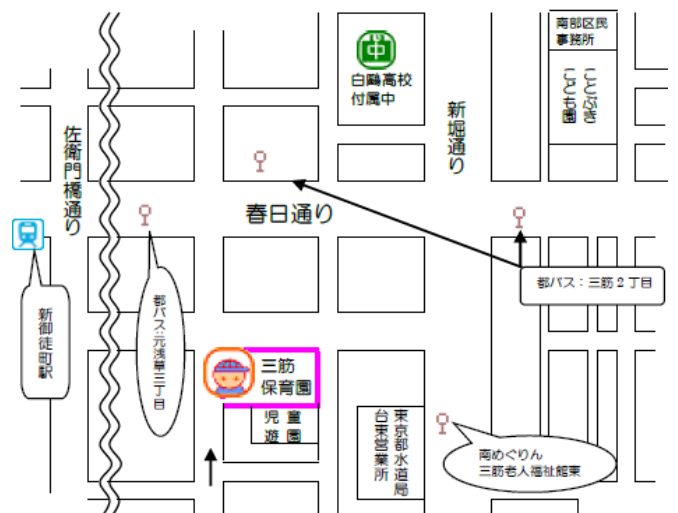 南部区民
事務所
ことぶき
こども園
中
白鷗高校
付属中
新堀通り
佐衛門橋通り
春日通り
新御徒町駅
都バス:元浅草三丁目
都バス:三筋2丁目
三筋
保育園
児童
遊園
東京都水道局
台東営業所
南めぐりん
三筋老人福祉館東